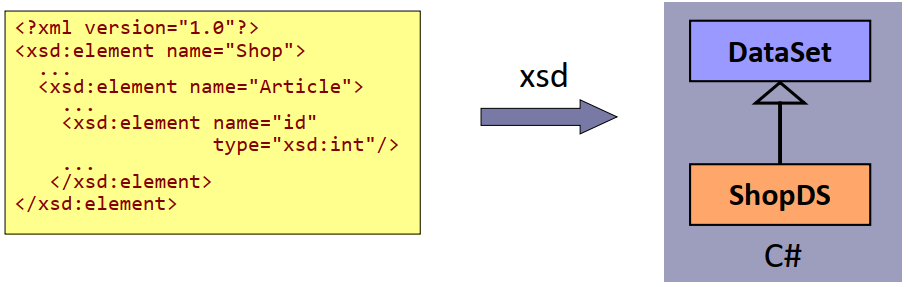 <?xml version="1.0"?>
<xsd:element name="Shop">
  ...
  <xsd:element name="Article">
    ...
    <xsd:element name="id"
                 type="xsd:int"/>
    ...
   </xsd:element>
</xsd:element>
xsd
DataSet
ShopDS
C#